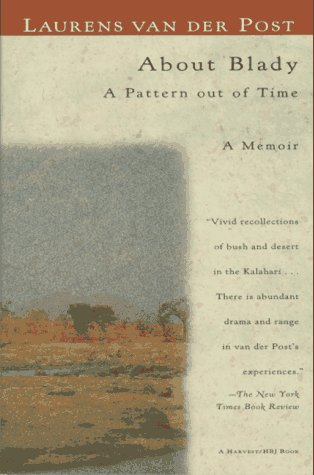 LAURENS VAN DER POST
About Blady
A Pattern out of Time
A Memoir
"Vivid recollections
of bush and desert
in the Kalahari . . .
There is abundant
drama and range
in van der Post's
experiences."
—The New York
Times Book Review
A HARVEST/HBJ BOOK